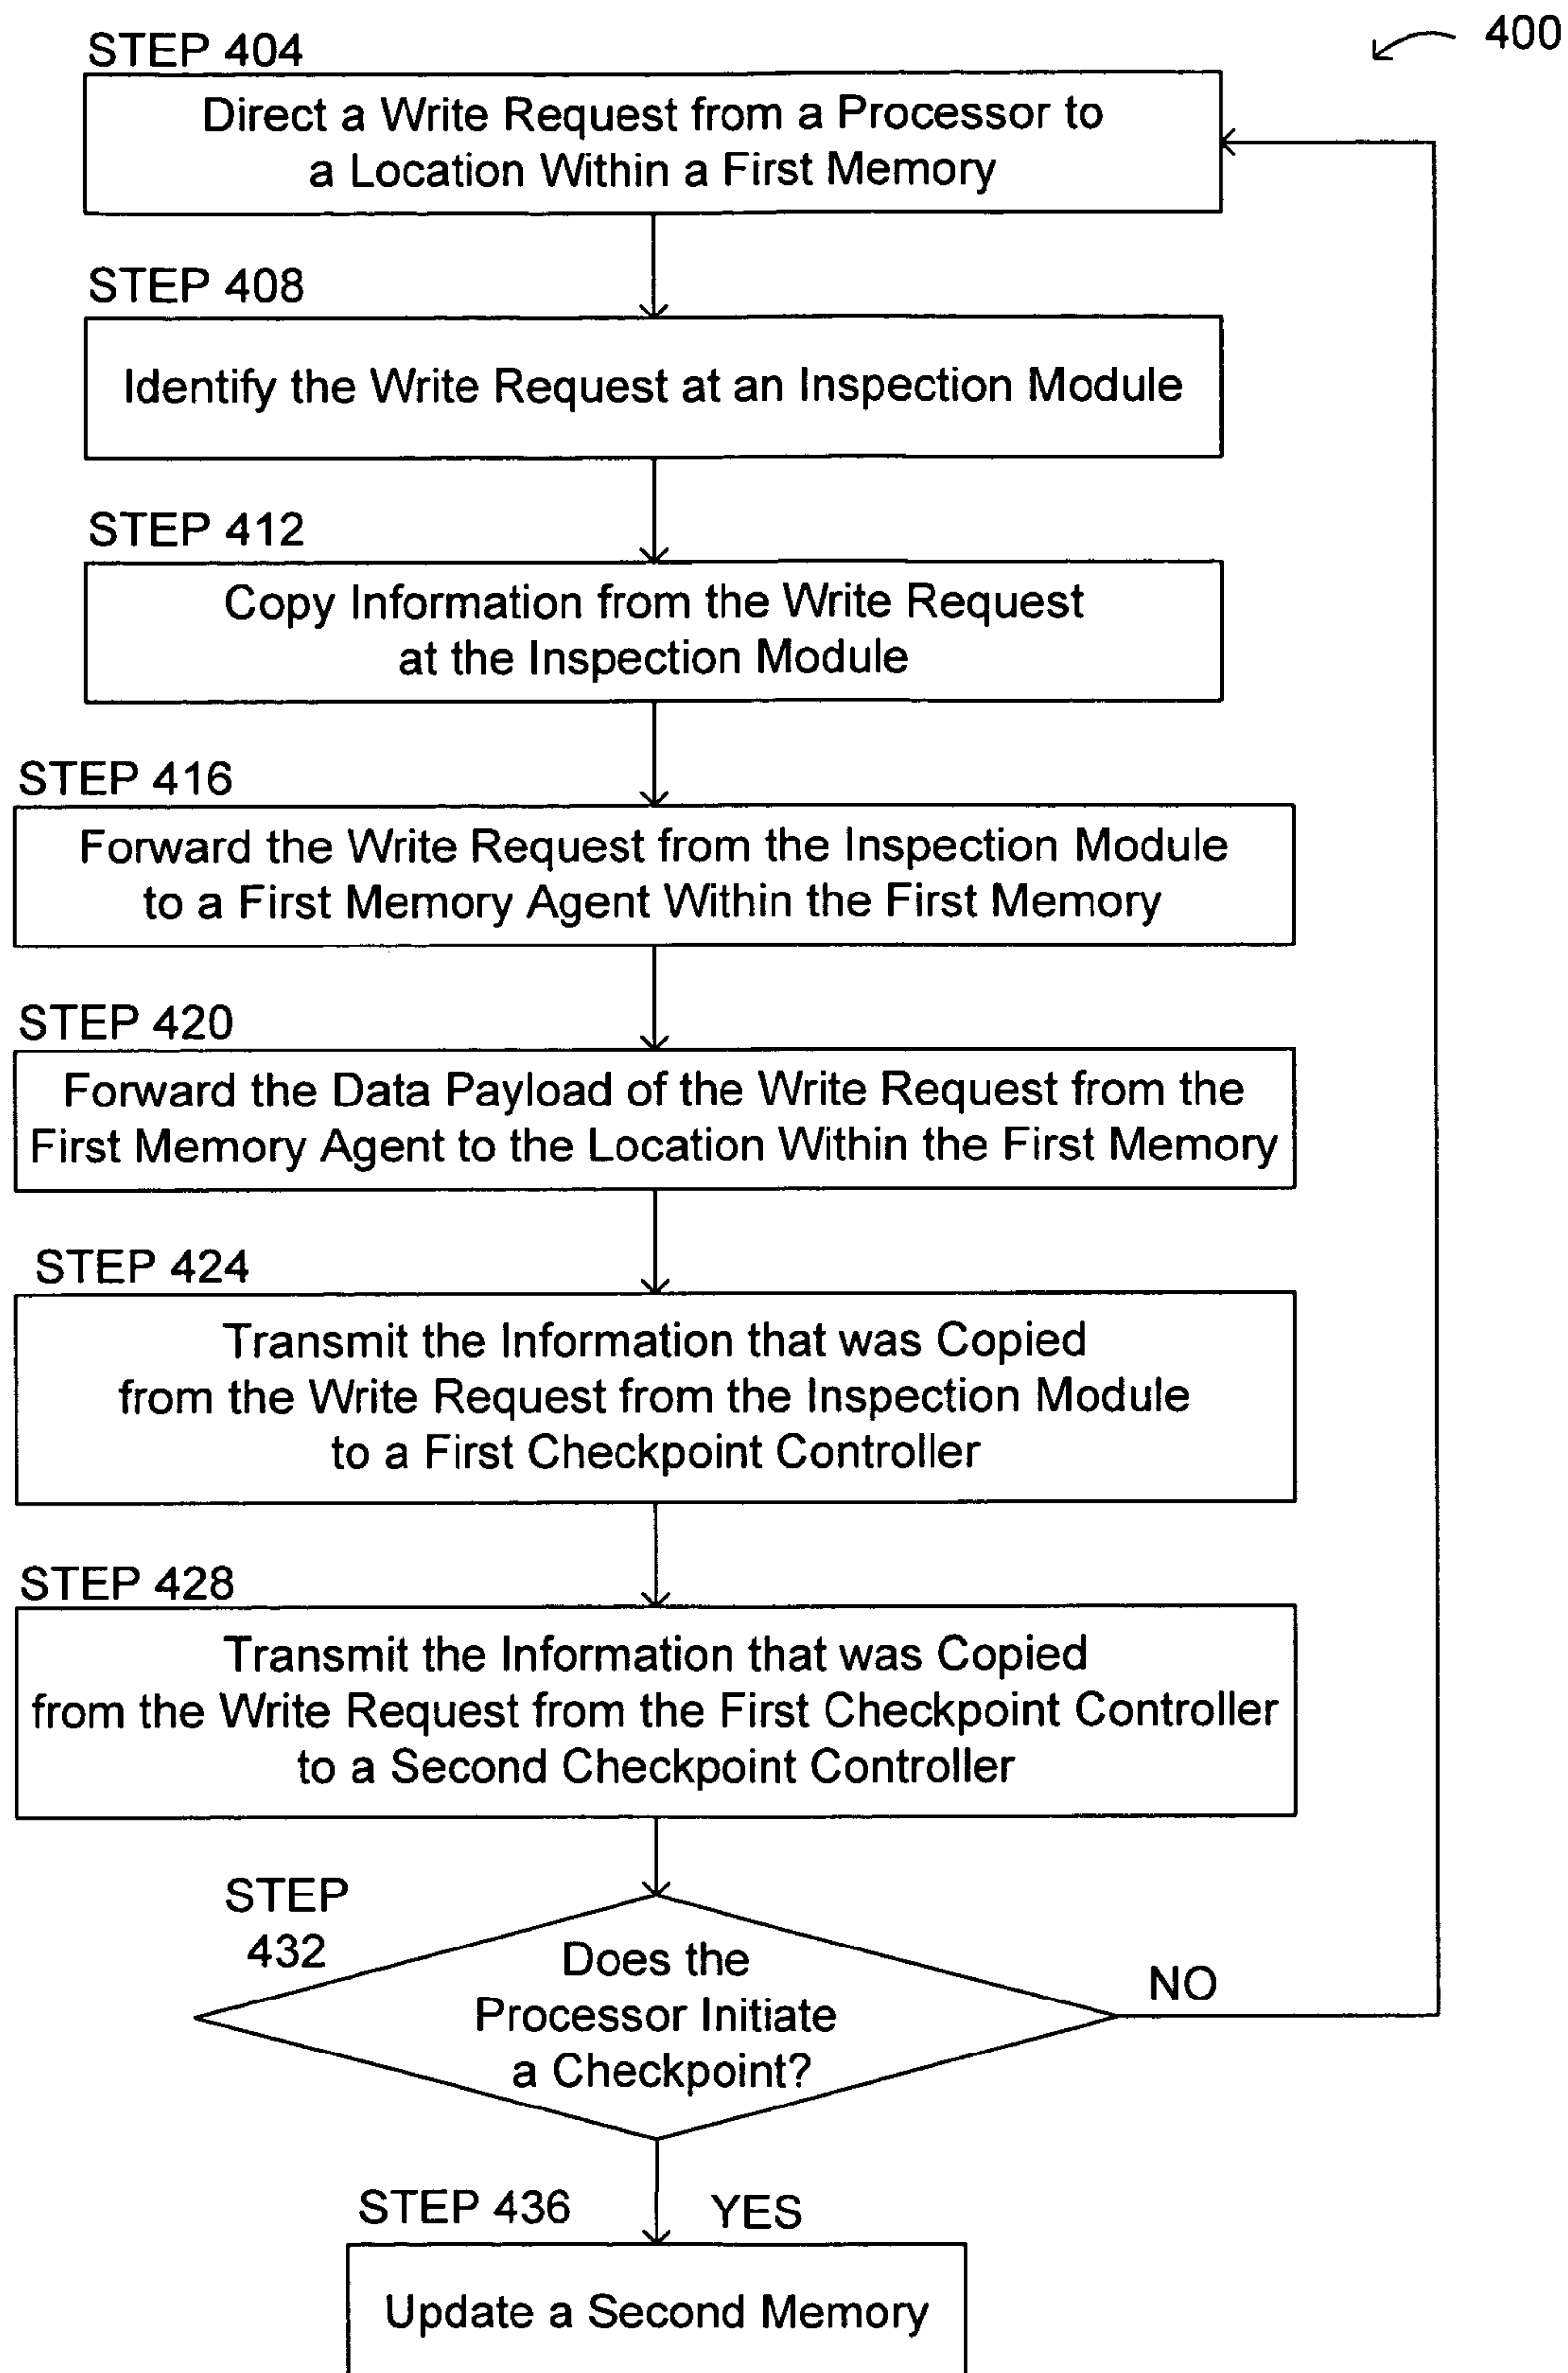 400
STEP 404
Direct a Write Request from a Processor to
a Location Within a First Memory
STEP 408
Identify the Write Request at an Inspection Module
STEP 412
Copy Information from the Write Request
at the Inspection Module
STEP 416
Forward the Write Request from the Inspection Module
to a First Memory Agent Within the First Memory
STEP 420
Forward the Data Payload of the Write Request from the
First Memory Agent to the Location Within the First Memory
STEP 424
Transmit the Information that was Copied
from the Write Request from the Inspection Module
to a First Checkpoint Controller
STEP 428
Transmit the Information that was Copied
from the Write Request from the First Checkpoint Controller
to a Second Checkpoint Controller
STEP
432
Does the
Processor Initiate
a Checkpoint?
NO
STEP 436
YES
Update a Second Memory